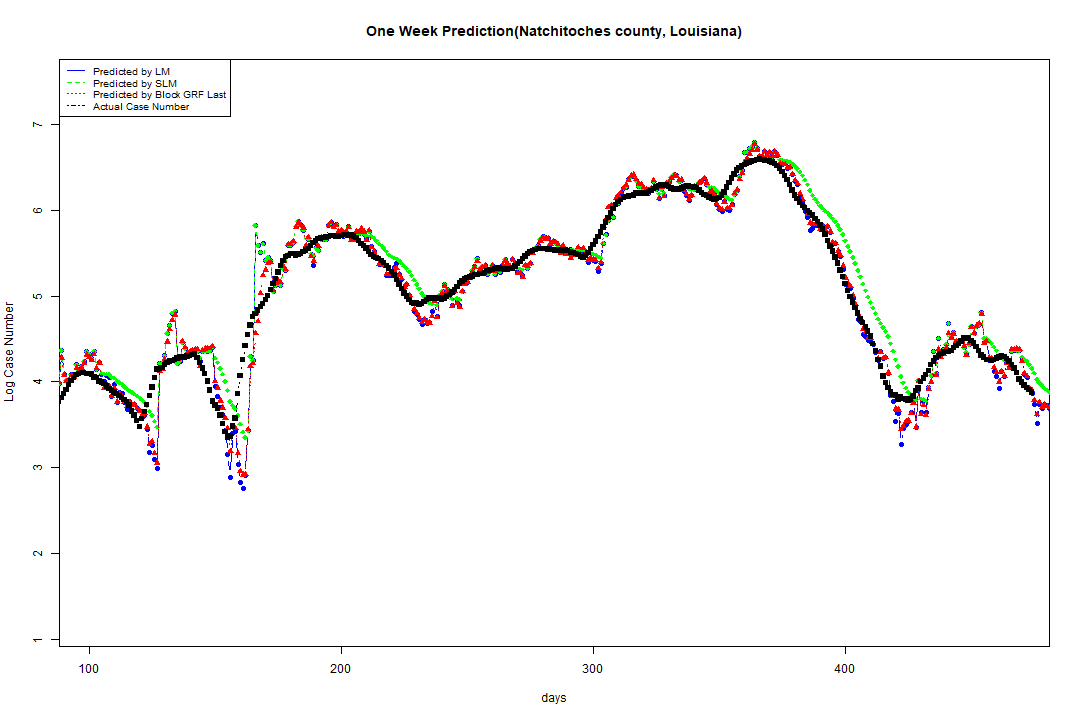 One Week Prediction(Natchitoches county, Louisiana)
Predicted by LM
Predicted by SLM
Predicted by Block GRF Last
Actual Case Number
7
6
5
4
3
2
1
Log Case Number
100 200 300 400
days